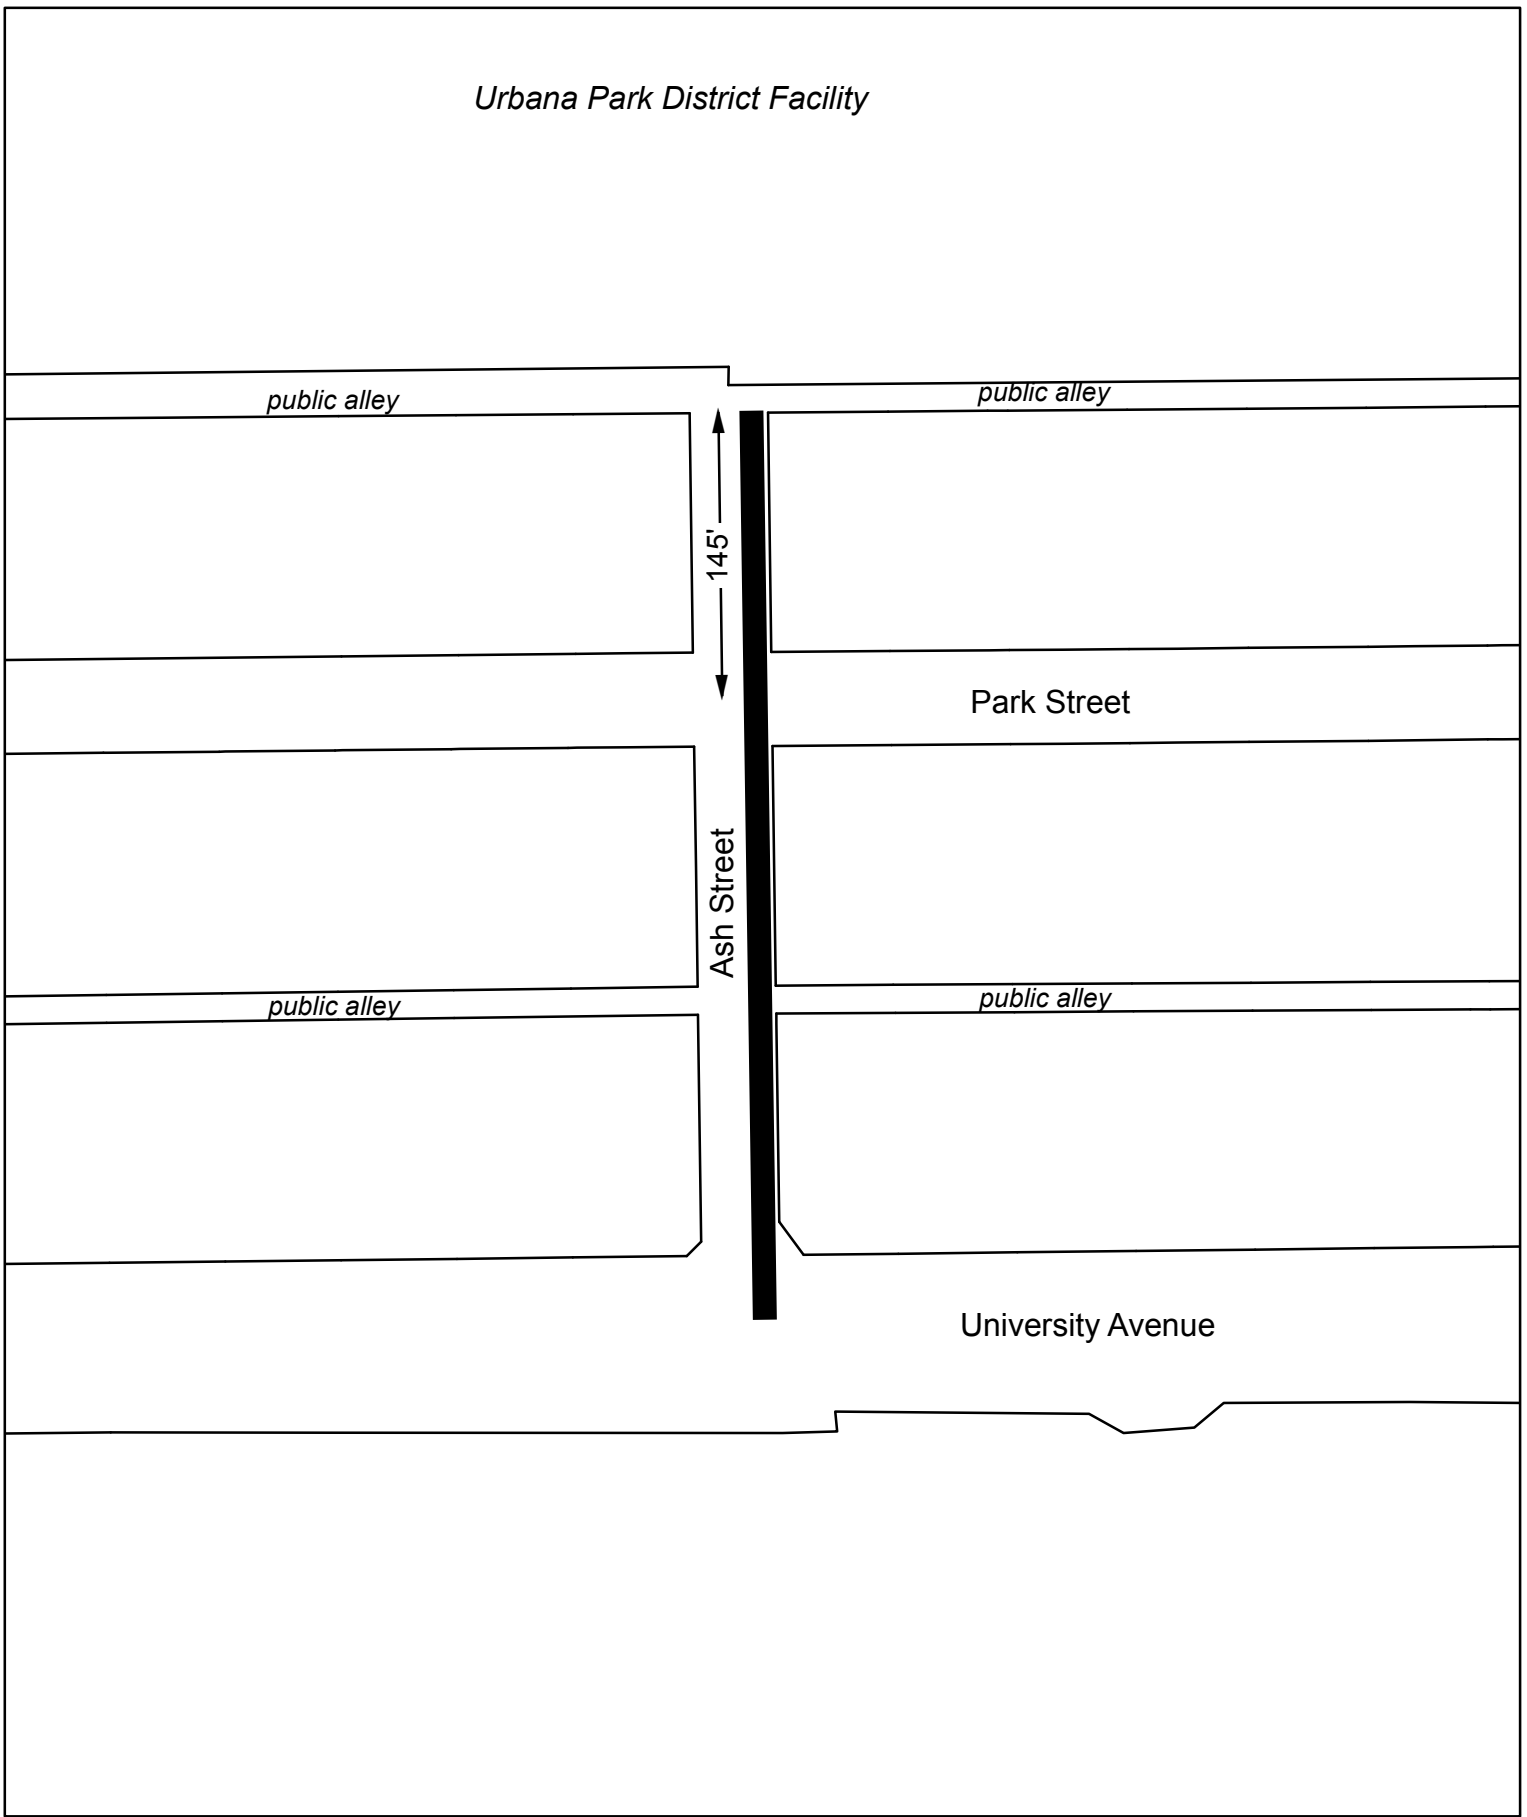 Urbana Park District Facility
public alley
public alley
145'
Park Street
Ash Street
public alley
public alley
University Avenue